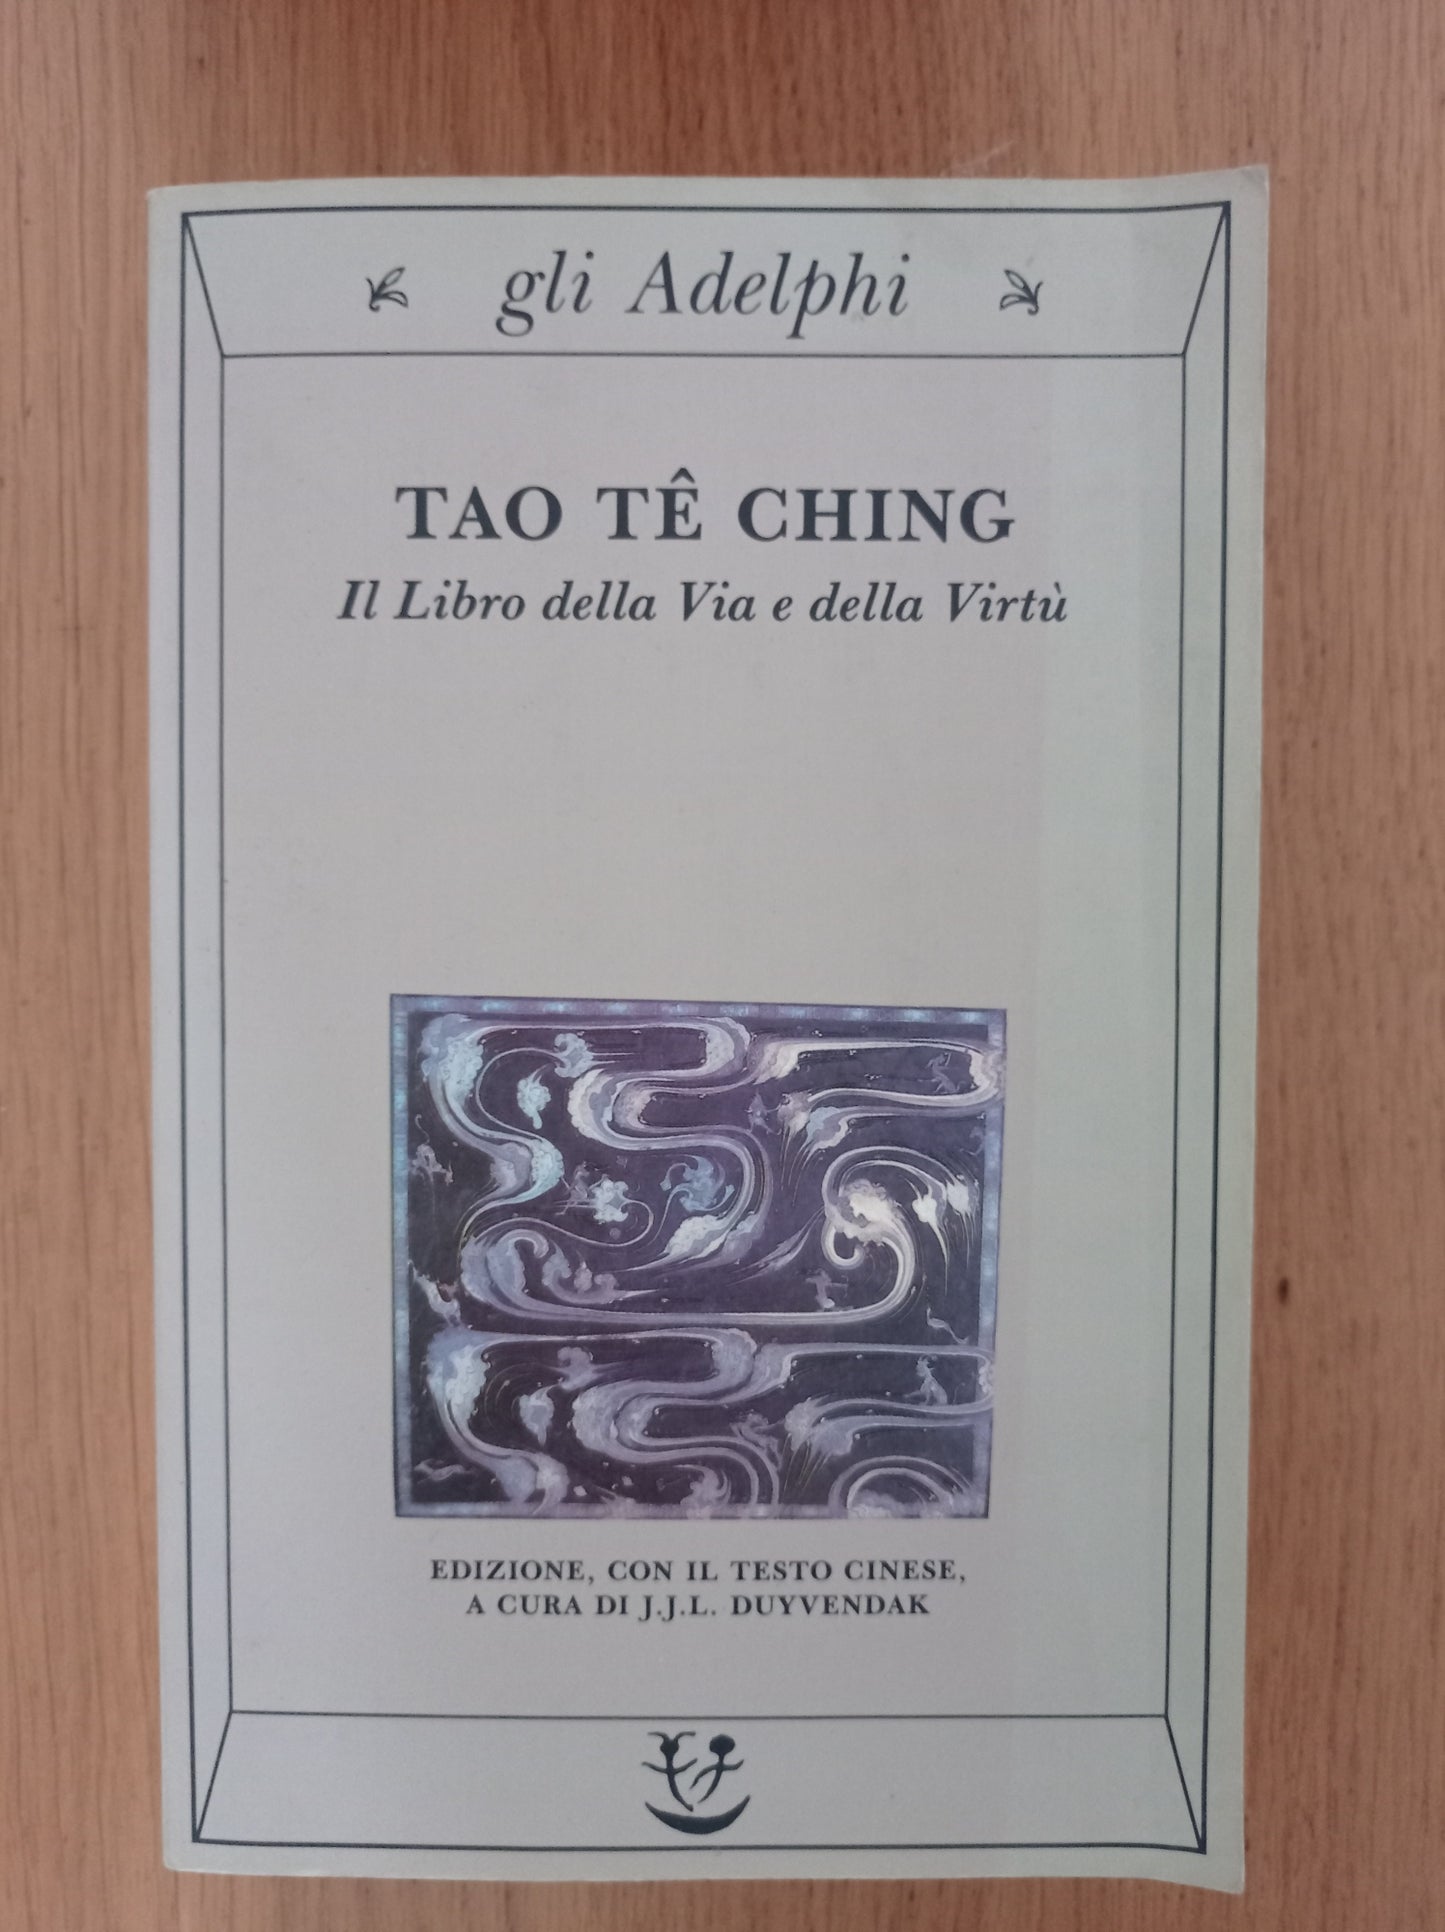 gli Adelphi
TAO TÊ CHING
Il Libro della Via e della Virtù
EDIZIONE, CON IL TESTO CINESE,
A CURA DI J.J.L. DUYVENDAK